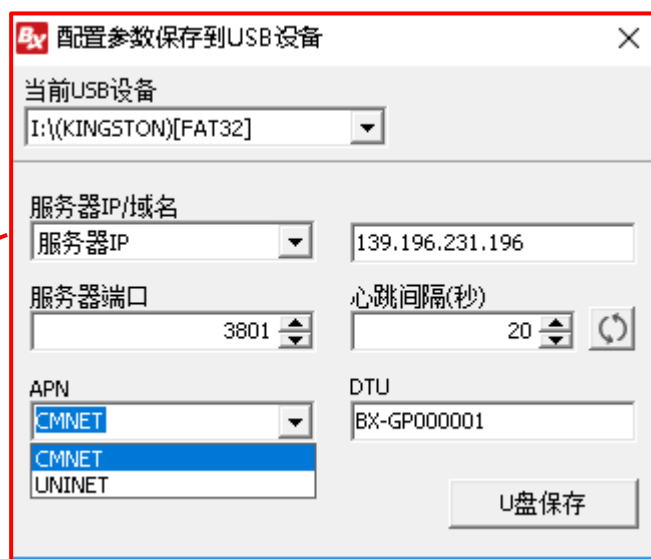 BX 配置参数保存到USB设备
当前USB设备
I:\(KINGSTON)[FAT32]
服务器IP/域名
服务器IP 139.196.231.196
服务器端口 心跳间隔(秒)
3801 20
APN DTU
CMNET BX-GP000001
CMNET
UNINET
U盘保存